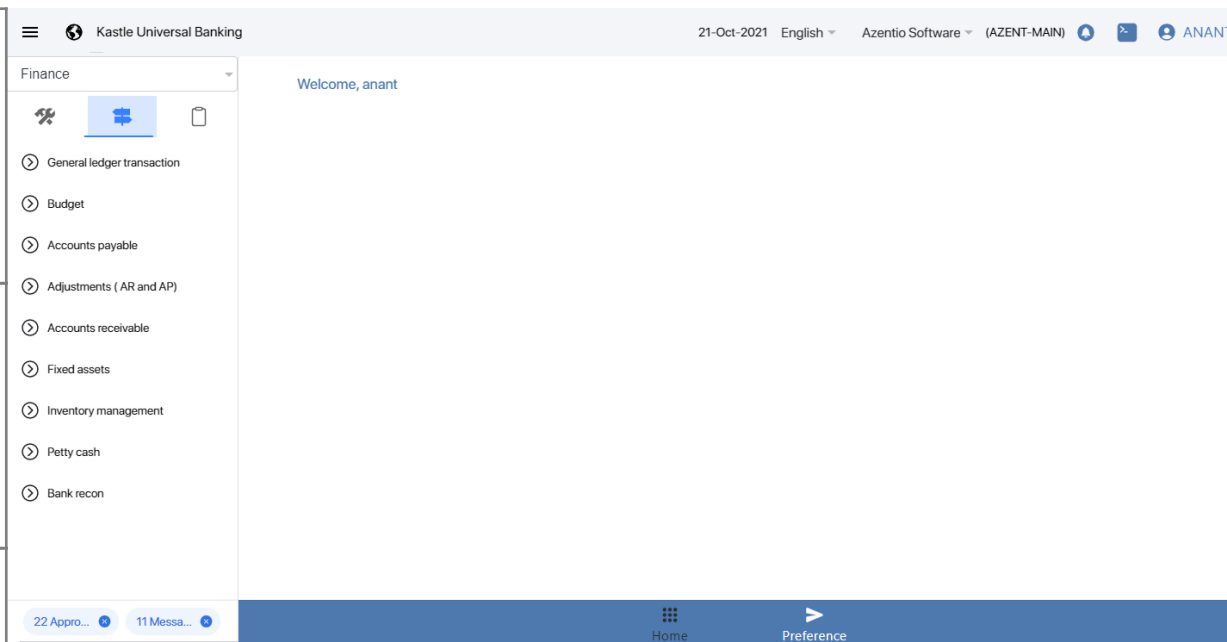 Kastle Universal Banking 21-Oct-2021 English Azentio Software (AZENT-MAIN) ANANT
Finance
Welcome, anant
General ledger transaction
Budget
Accounts payable
Adjustments ( AR and AP)
Accounts receivable
Fixed assets
Inventory management
Petty cash
Bank recon
22 Appro... 11 Messa...
Home Preference